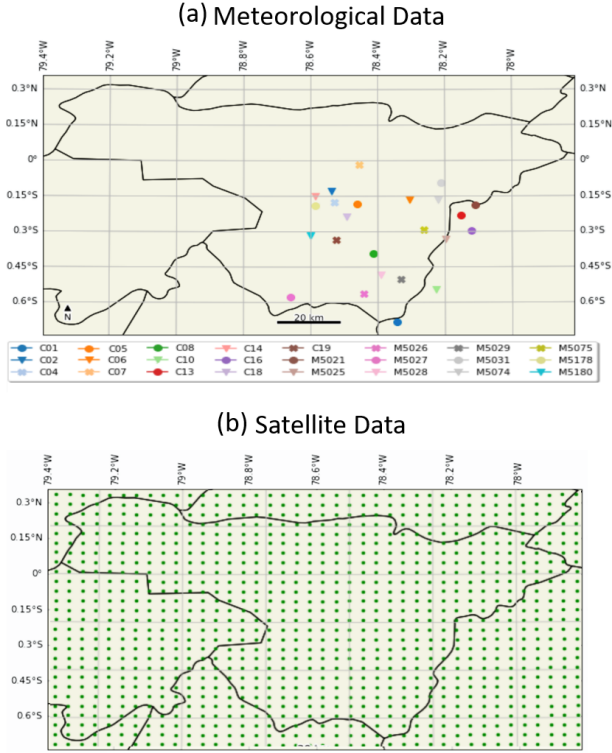 (a) Meteorological Data
79.4°W 79.2°W 79°W 78.8°W 78.6°W 78.4°W 78.2°W 78°W
0.3°N 0.3°N
0.15°N 0.15°N
0° 0°
0.15°S 0.15°S
0.3°S 0.3°S
0.45°S 0.45°S
0.6°S 0.6°S
N
20 km
C01 C05 C08 C14 C19 M5026 M5029 M5075
C02 C06 C10 C16 M5021 M5027 M5031 M5178
C04 C07 C13 C18 M5025 M5028 M5074 M5180
(b) Satellite Data
79.4°W 79.2°W 79°W 78.8°W 78.6°W 78.4°W 78.2°W 78°W
0.3°N
0.15°N
0°
0.15°S
0.3°S
0.45°S
0.6°S